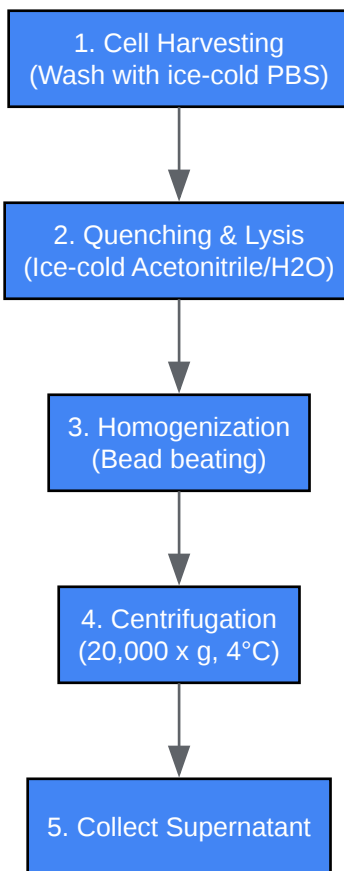 1. Cell Harvesting
(Wash with ice-cold PBS)
2. Quenching & Lysis
(Ice-cold Acetonitrile/H2O)
3. Homogenization
(Bead beating)
4. Centrifugation
(20,000 x g, 4°C)
5. Collect Supernatant